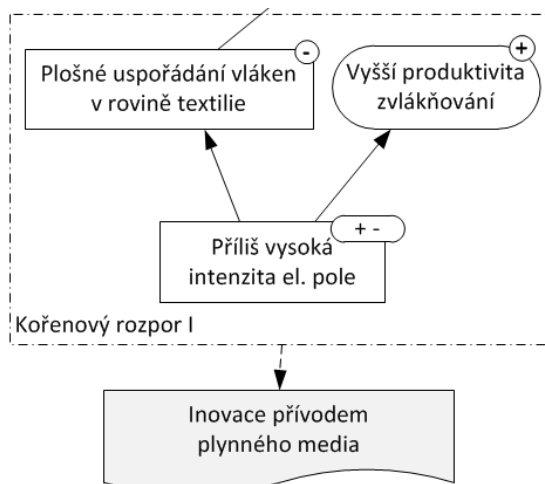 -
+
Plošné uspořádání vláken
v rovině textilie
Vyšší produktivita
zvlákňování
+ -
Příliš vysoká
intenzita el. pole
Kořenový rozpor I
Inovace přívodem
plynného media